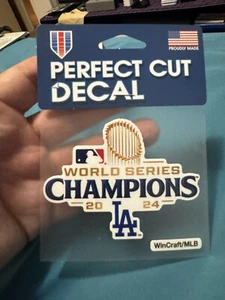 PROUDLY MADE
PERFECT CUT
DECAL
WORLD SERIES
CHAMPIONS
20 24
LA
WinCraft/MLB